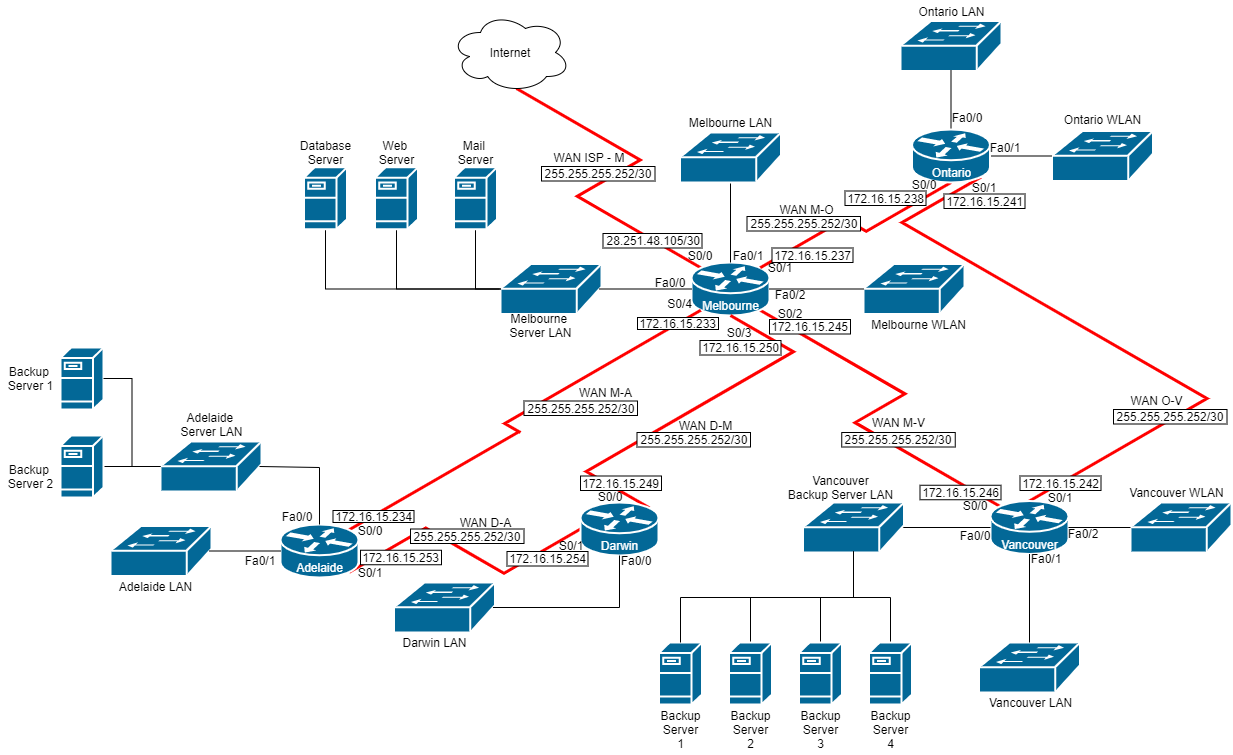 Ontario LAN
Internet
Fa0/0
Melbourne LAN
Ontario WLAN
Database
Server
Web
Server
Mail
Server
WAN ISP - M
255.255.255.252/30
Fa0/1
Ontario
S0/0
S0/1
172.16.15.238
172.16.15.241
WAN M-O
255.255.255.252/30
28.251.48.105/30
S0/0
Fa0/1
172.16.15.237
S0/1
Fa0/0
Fa0/2
Melbourne
S0/4
Melbourne
Server LAN
172.16.15.233
S0/3
172.16.15.250
S0/2
172.16.15.245
Melbourne WLAN
Backup
Server 1
WAN M-A
255.255.255.252/30
WAN O-V
255.255.255.252/30
Adelaide
Server LAN
WAN D-M
255.255.255.252/30
WAN M-V
255.255.255.252/30
Backup
Server 2
172.16.15.249
S0/0
Vancouver
Backup Server LAN
172.16.15.246
S0/0
172.16.15.242
S0/1
Vancouver WLAN
Fa0/0
172.16.15.234
S0/0
WAN D-A
255.255.255.252/30
Fa0/0
Fa0/2
Vancouver
Fa0/1
Fa0/1
Adelaide
172.16.15.253
S0/1
S0/1
172.16.15.254
Darwin
Fa0/0
Adelaide LAN
Darwin LAN
Vancouver LAN
Backup
Server
1
Backup
Server
2
Backup
Server
3
Backup
Server
4